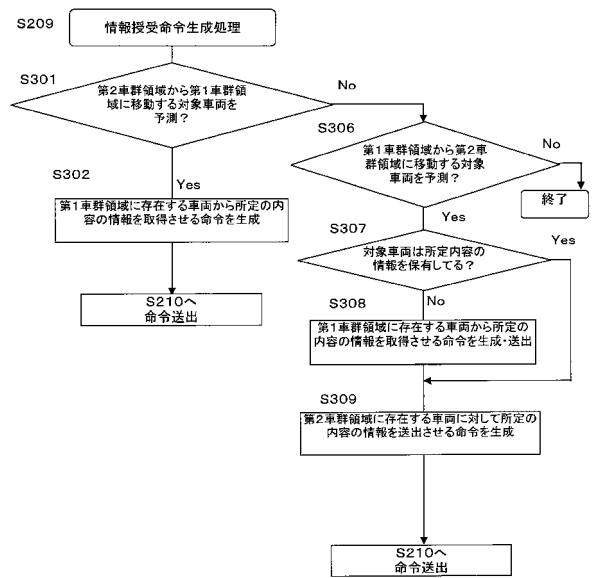 S209
情報授受命令生成処理
S301
第2車群領域から第1車群領
域に移動する対象車両を
予測？
No
S302
Yes
第1車群領域に存在する車両から所定の内
容の情報を取得させる命令を生成
S210へ
命令送出
S306
第1車群領域から第2車
群領域に移動する対象
車両を予測？
No
終了
Yes
S307
対象車両は所定内容の
情報を保有してる？
Yes
No
S308
第1車群領域に存在する車両から所定の
内容の情報を取得させる命令を生成・送出
S309
第2車群領域に存在する車両に対して所定の
内容の情報を送出させる命令を生成
S210へ
命令送出